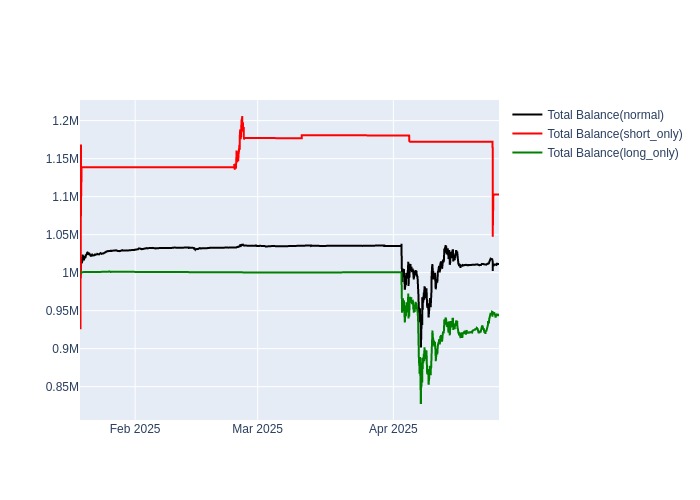 1.2M
1.15M
1.1M
1.05M
1M
0.95M
0.9M
0.85M
Feb 2025
Mar 2025
Apr 2025
Total Balance(normal)
Total Balance(short_only)
Total Balance(long_only)